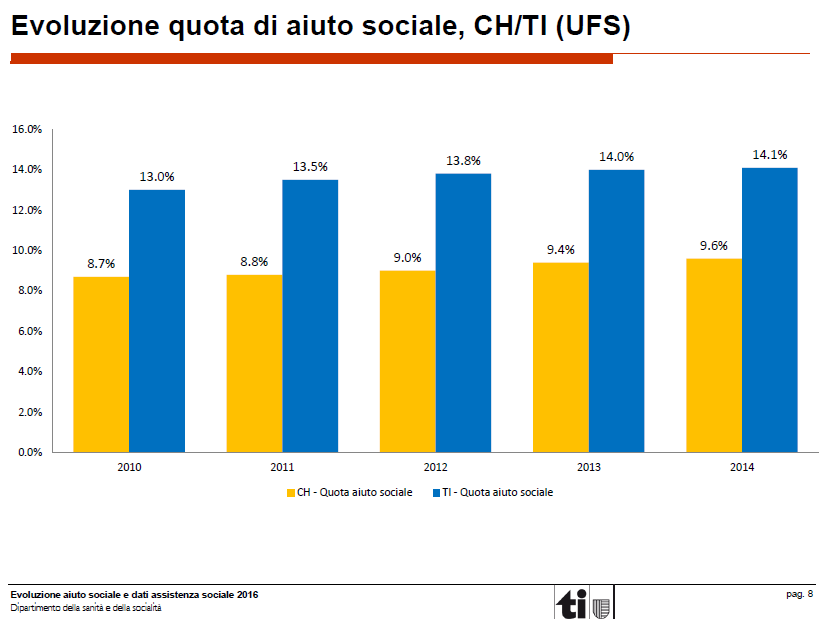 Evoluzione quota di aiuto sociale, CH/TI (UFS)
16.0%
14.0%
12.0%
10.0%
8.0%
6.0%
4.0%
2.0%
0.0%
8.7%
13.0%
8.8%
13.5%
9.0%
13.8%
9.4%
14.0%
9.6%
14.1%
2010 2011 2012 2013 2014
CH - Quota aiuto sociale TI - Quota aiuto sociale
Evoluzione aiuto sociale e dati assistenza sociale 2016
Dipartimento della sanità e della socialità
ti
pag. 8